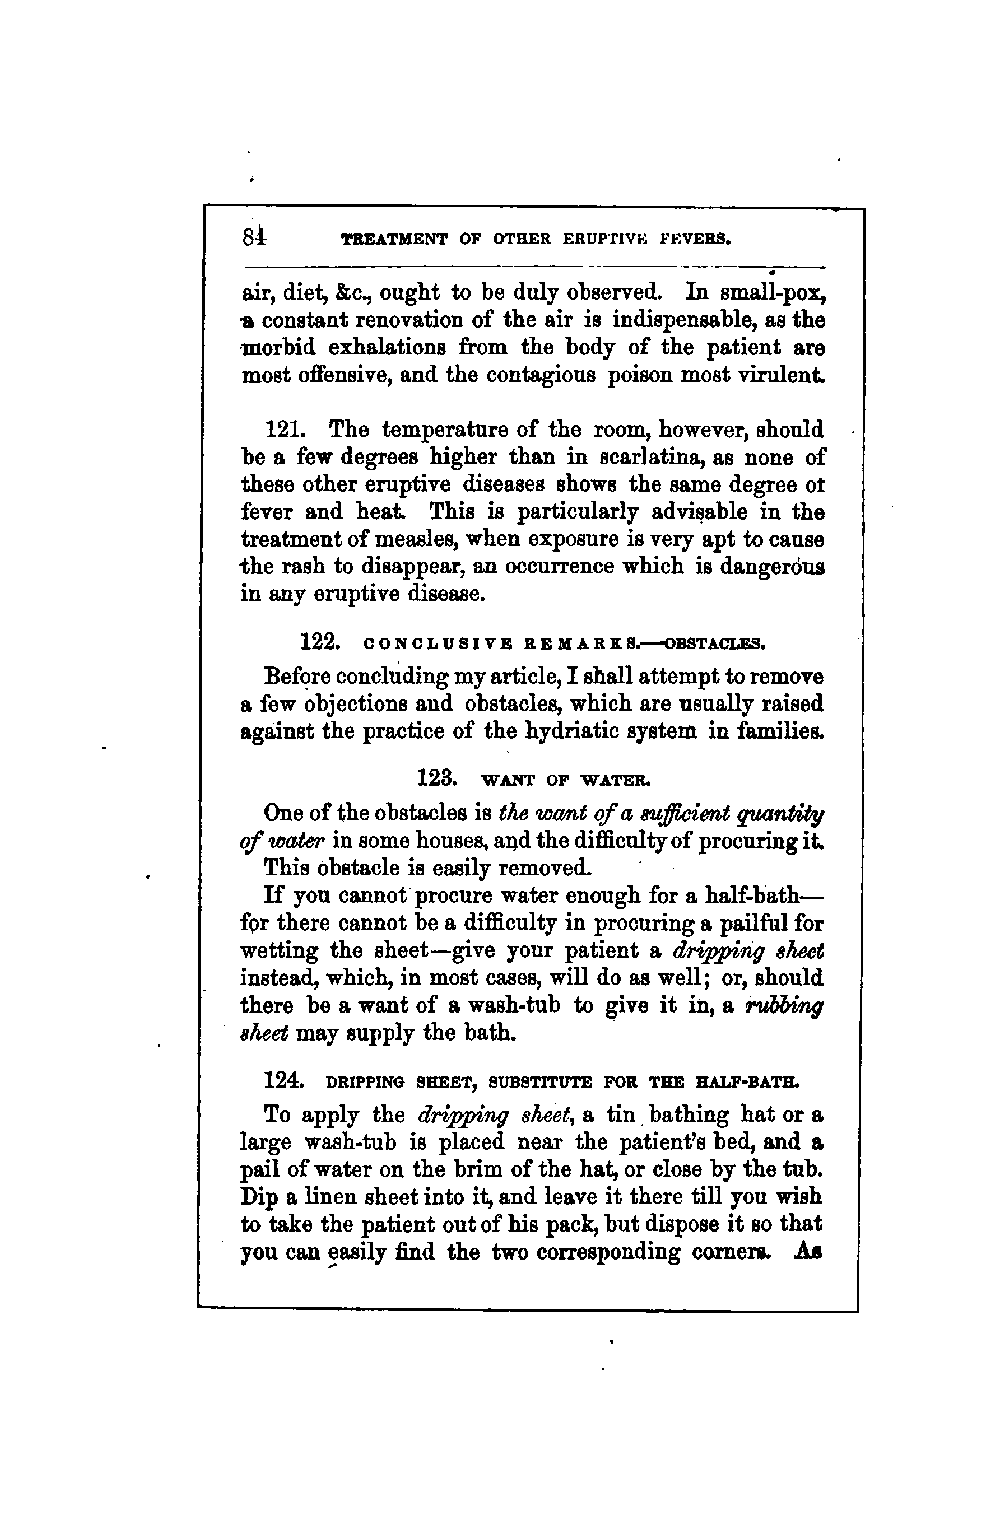 84 TREATMENT OF OTHER ERUPTIVE FEVERS.
air, diet, &c., ought to be duly observed. In small-pox,
a constant renovation of the air is indispensable, as the
morbid exhalations from the body of the patient are
most offensive, and the contagious poison most virulent.
121. The temperature of the room, however, should
be a few degrees higher than in scarlatina, as none of
these other eruptive diseases shows the same degree of
fever and heat. This is particularly advisable in the
treatment of measles, when exposure is very apt to cause
the rash to disappear, an occurrence which is dangerous
in any eruptive disease.
122. CONCLUSIVE REMARKS.—OBSTACLES.
Before concluding my article, I shall attempt to remove
a few objections and obstacles, which are usually raised
against the practice of the hydriatic system in families.
123. WANT OF WATER.
One of the obstacles is the want of a sufficient quantity
of water in some houses, and the difficulty of procuring it.
This obstacle is easily removed.
If you cannot procure water enough for a half-bath—
for there cannot be a difficulty in procuring a pailful for
wetting the sheet—give your patient a dripping sheet
instead, which, in most cases, will do as well; or, should
there be a want of a wash-tub to give it in, a rubbing
sheet may supply the bath.
124. DRIPPING SHEET, SUBSTITUTE FOR THE HALF-BATH.
To apply the dripping sheet, a tin bathing hat or a
large wash-tub is placed near the patient's bed, and a
pail of water on the brim of the hat, or close by the tub.
Dip a linen sheet into it, and leave it there till you wish
to take the patient out of his pack, but dispose it so that
you can easily find the two corresponding corners. As